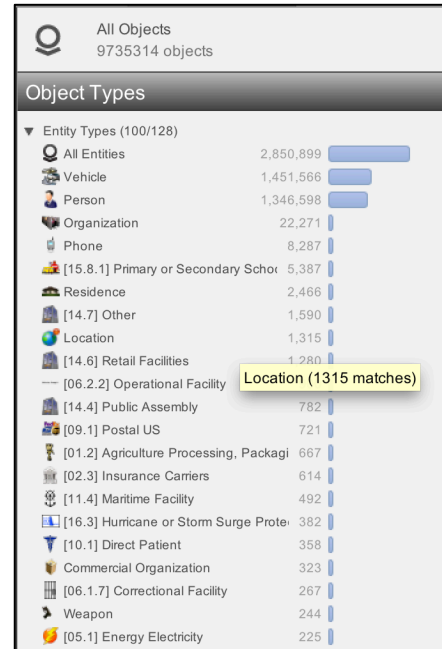 All Objects
9735314 objects
Object Types
Entity Types (100/128)
All Entities 2,850,899
Vehicle 1,451,566
Person 1,346,598
Organization 22,271
Phone 8,287
[15.8.1] Primary or Secondary Schoo 5,387
Residence 2,466
[14.7] Other 1,590
Location 1,315
[14.6] Retail Facilities 1,280
Location (1315 matches)
[06.2.2] Operational Facility
[14.4] Public Assembly 782
[09.1] Postal US 721
[01.2] Agriculture Processing, Packagi 667
[02.3] Insurance Carriers 614
[11.4] Maritime Facility 492
[16.3] Hurricane or Storm Surge Prote 382
[10.1] Direct Patient 358
Commercial Organization 323
[06.1.7] Correctional Facility 267
Weapon 244
[05.1] Energy Electricity 225